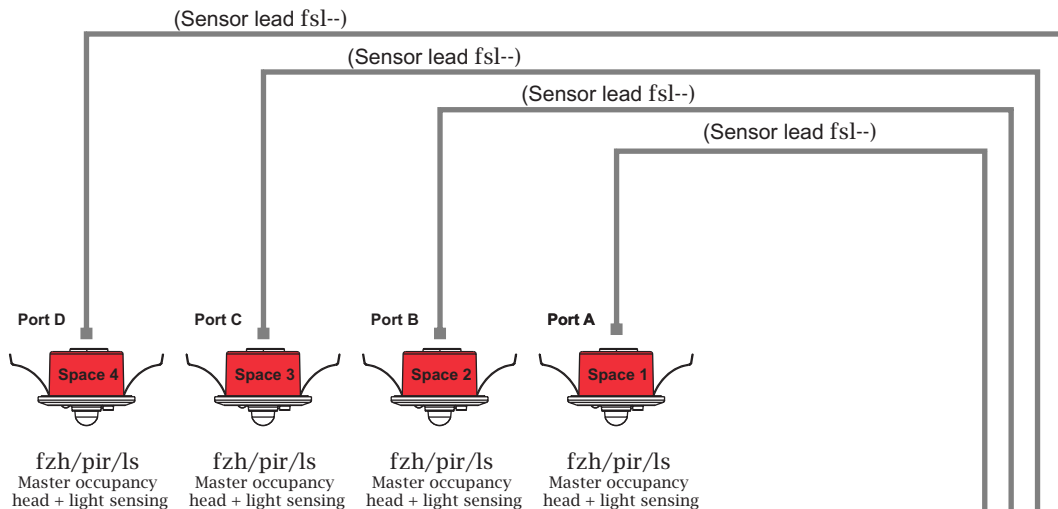 (Sensor lead fsl--)
(Sensor lead fsl--)
(Sensor lead fsl--)
(Sensor lead fsl--)
Port D
Port C
Port B
Port A
Space 4
Space 3
Space 2
Space 1
fzh/pir/ls
Master occupancy
head + light sensing
fzh/pir/ls
Master occupancy
head + light sensing
fzh/pir/ls
Master occupancy
head + light sensing
fzh/pir/ls
Master occupancy
head + light sensing